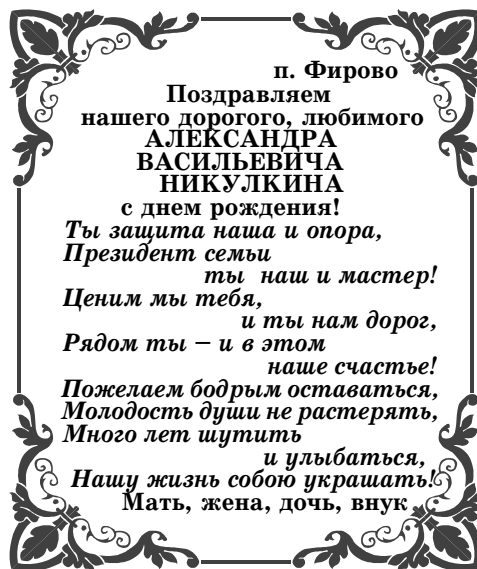 п. Фирово
Поздравляем
нашего дорогого, любимого
АЛЕКСАНДРА
ВАСИЛЬЕВИЧА
НИКУЛКИНА
с днем рождения!
Ты защита наша и опора,
Президент семьи
ты наш и мастер!
Ценим мы тебя,
и ты нам дорог,
Рядом ты – и в этом
наше счастье!
Пожелаем бодрым оставаться,
Молодость души не растерять,
Много лет шутить
и улыбаться,
Нашу жизнь собою украшать!
Мать, жена, дочь, внук